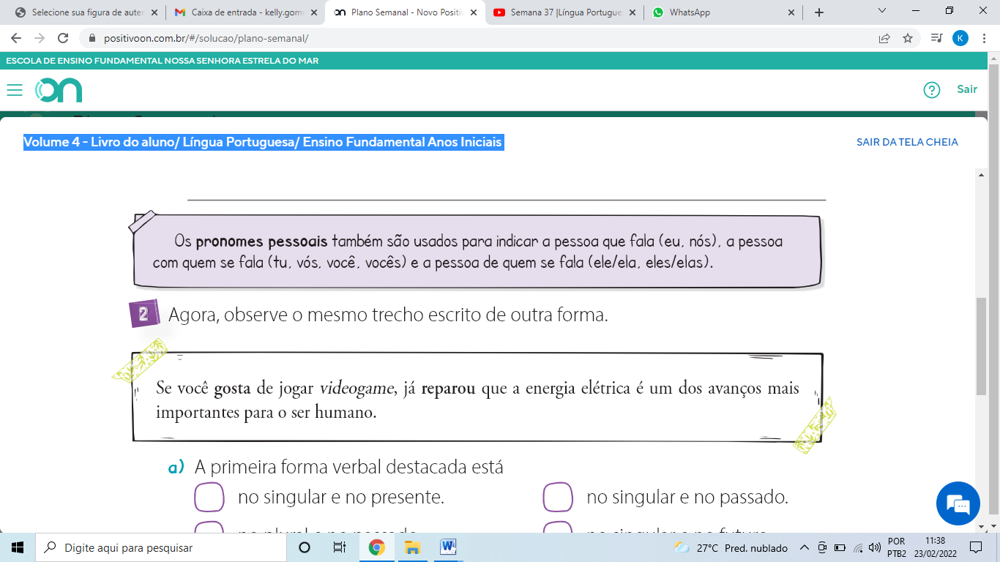 Selecione sua figura de auter
Caixa de entrada - kelly.gom
Plano Semanal - Novo Positiv
Semana 37 |Língua Portugue
WhatsApp
positivoon.com.br/#/solucao/plano-semanal/
K
ESCOLA DE ENSINO FUNDAMENTAL NOSSA SENHORA ESTRELA DO MAR
on
Sair
Volume 4 - Livro do aluno/ Língua Portuguesa/ Ensino Fundamental Anos Iniciais
SAIR DA TELA CHEIA
Os pronomes pessoais também são usados para indicar a pessoa que fala (eu, nós), a pessoa
com quem se fala (tu, vós, você, vocês) e a pessoa de quem se fala (ele/ela, eles/elas).
2 Agora, observe o mesmo trecho escrito de outra forma.
Se você gosta de jogar videogame, já reparou que a energia elétrica é um dos avanços mais
importantes para o ser humano.
a) A primeira forma verbal destacada está
no singular e no presente.
no singular e no passado.
Digite aqui para pesquisar
27°C Pred. nublado
POR
PTB2
11:38
23/02/2022